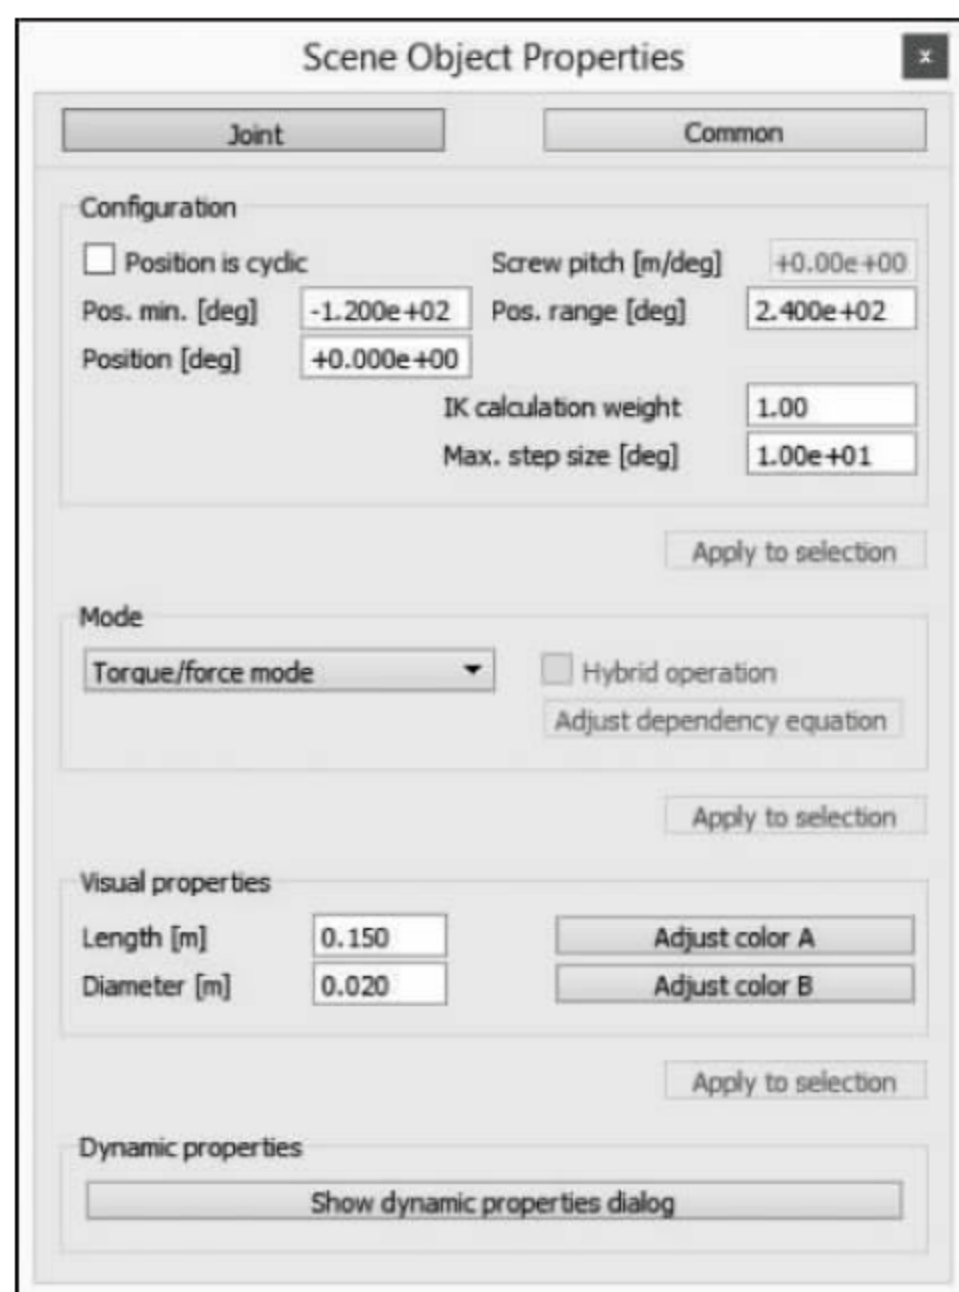 Scene Object Properties x
Joint Common
Configuration
Position is cyclic Screw pitch [m/deg] +0.00e+00
Pos. min. [deg] -1.200e+02 Pos. range [deg] 2.400e+02
Position [deg] +0.000e+00
IK calculation weight 1.00
Max. step size [deg] 1.00e+01
Apply to selection
Mode
Torque/force mode Hybrid operation
Adjust dependency equation
Apply to selection
Visual properties
Length [m] 0.150 Adjust color A
Diameter [m] 0.020 Adjust color B
Apply to selection
Dynamic properties
Show dynamic properties dialog